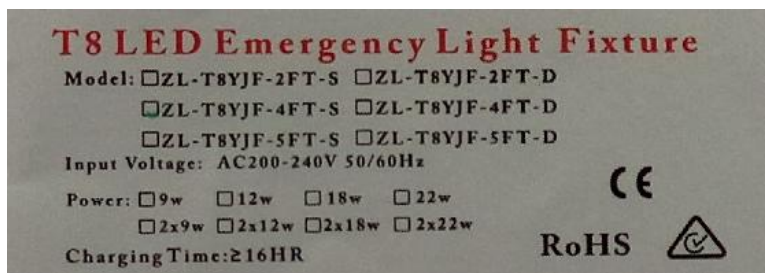 T8 LED Emergency Light Fixture
Model: □ZL-T8YJF-2FT-S □ZL-T8YJF-2FT-D
□ZL-T8YJF-4FT-S □ZL-T8YJF-4FT-D
□ZL-T8YJF-5FT-S □ZL-T8YJF-5FT-D
Input Voltage: AC200-240V 50/60Hz
Power: □9w □12w □18w □22w
□2x9w □2x12w □2x18w □2x22w
Charging Time:≥16HR
CE
RoHS